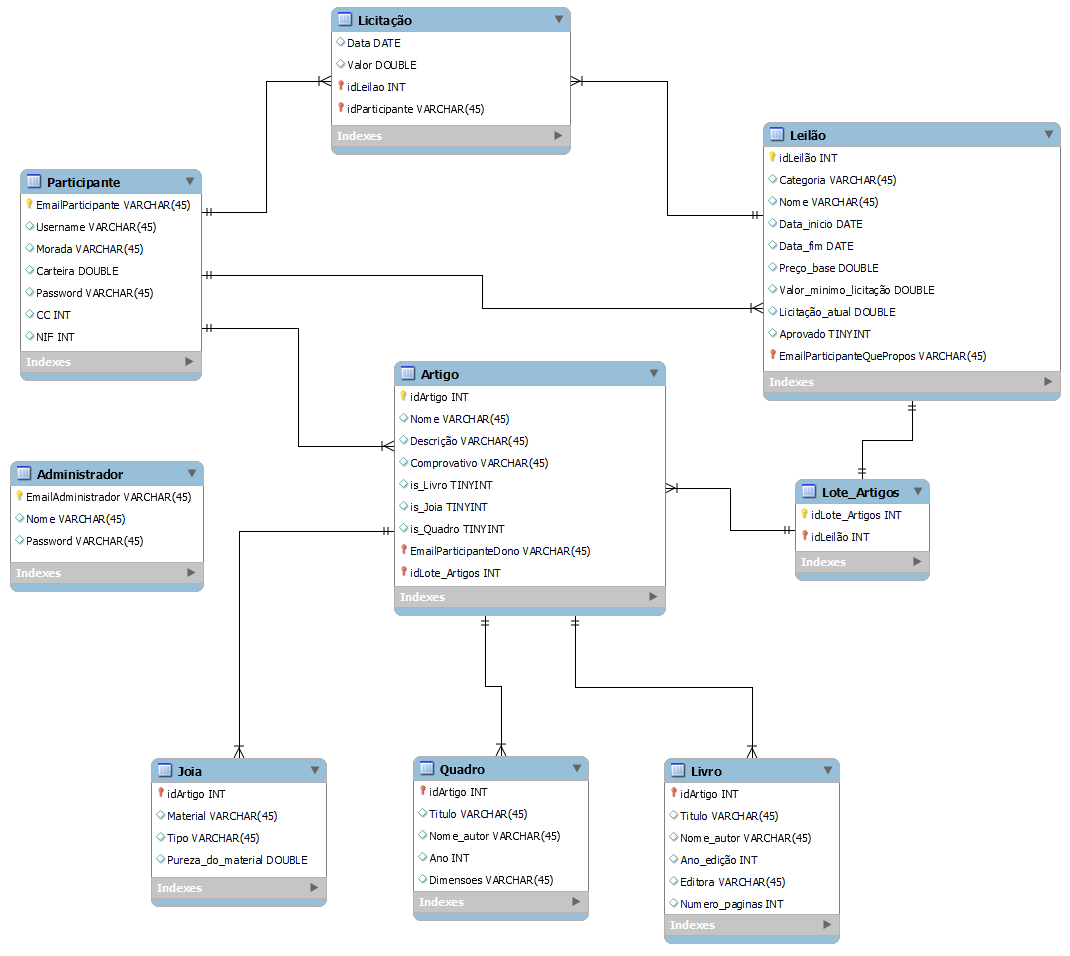 Licitação
Data DATE
Valor DOUBLE
idLeilao INT
idParticipante VARCHAR(45)
Indexes
Leilão
idLeilão INT
Categoria VARCHAR(45)
Nome VARCHAR(45)
Data_inicio DATE
Data_fim DATE
Preço_base DOUBLE
Valor_minimo_licitação DOUBLE
Licitação_atual DOUBLE
Aprovado TINYINT
EmailParticipanteQuePropos VARCHAR(45)
Indexes
Participante
EmailParticipante VARCHAR(45)
Username VARCHAR(45)
Morada VARCHAR(45)
Carteira DOUBLE
Password VARCHAR(45)
CC INT
NIF INT
Indexes
Artigo
idArtigo INT
Nome VARCHAR(45)
Descrição VARCHAR(45)
Comprovativo VARCHAR(45)
is_Livro TINYINT
is_Joia TINYINT
is_Quadro TINYINT
EmailParticipanteDono VARCHAR(45)
idLote_Artigos INT
Indexes
Administrador
EmailAdministrador VARCHAR(45)
Nome VARCHAR(45)
Password VARCHAR(45)
Indexes
Lote_Artigos
idLote_Artigos INT
idLeilão INT
Indexes
Joia
idArtigo INT
Material VARCHAR(45)
Tipo VARCHAR(45)
Pureza_do_material DOUBLE
Indexes
Quadro
idArtigo INT
Titulo VARCHAR(45)
Nome_autor VARCHAR(45)
Ano INT
Dimensoes VARCHAR(45)
Indexes
Livro
idArtigo INT
Titulo VARCHAR(45)
Nome_autor VARCHAR(45)
Ano_edição INT
Editora VARCHAR(45)
Numero_paginas INT
Indexes